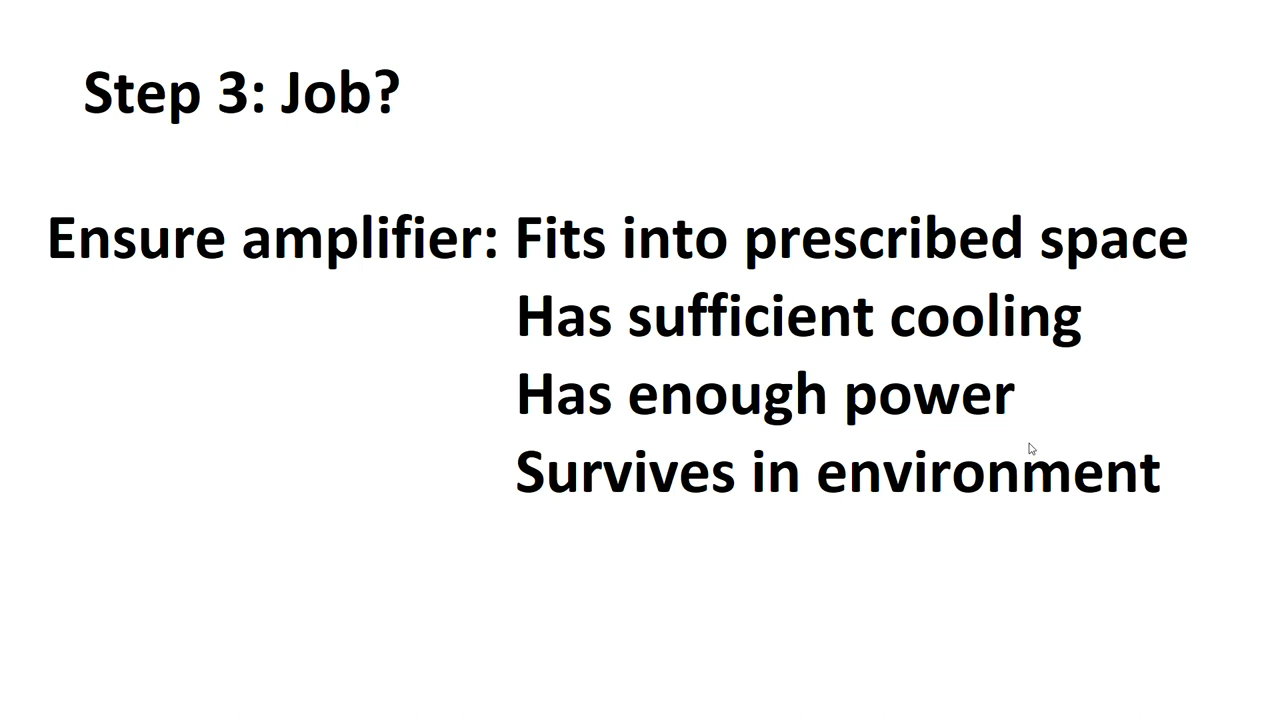 Step 3: Job?
Ensure amplifier: Fits into prescribed space
Has sufficient cooling
Has enough power
Survives in environment